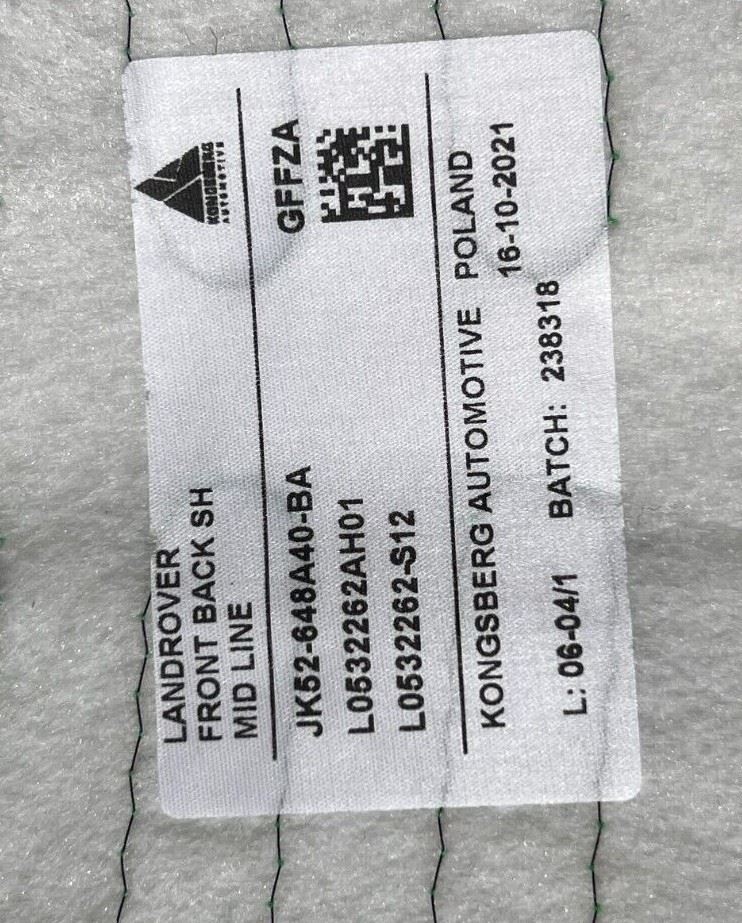 LANDROVER
FRONT BACK SH
MID LINE
KONGSBERG
AUTOMOTIVE
JK52-648A40-BA
GFFZA
L0532262AH01
L0532262-S12
KONGSBERG AUTOMOTIVE POLAND
16-10-2021
L: 06-04/1 BATCH: 238318